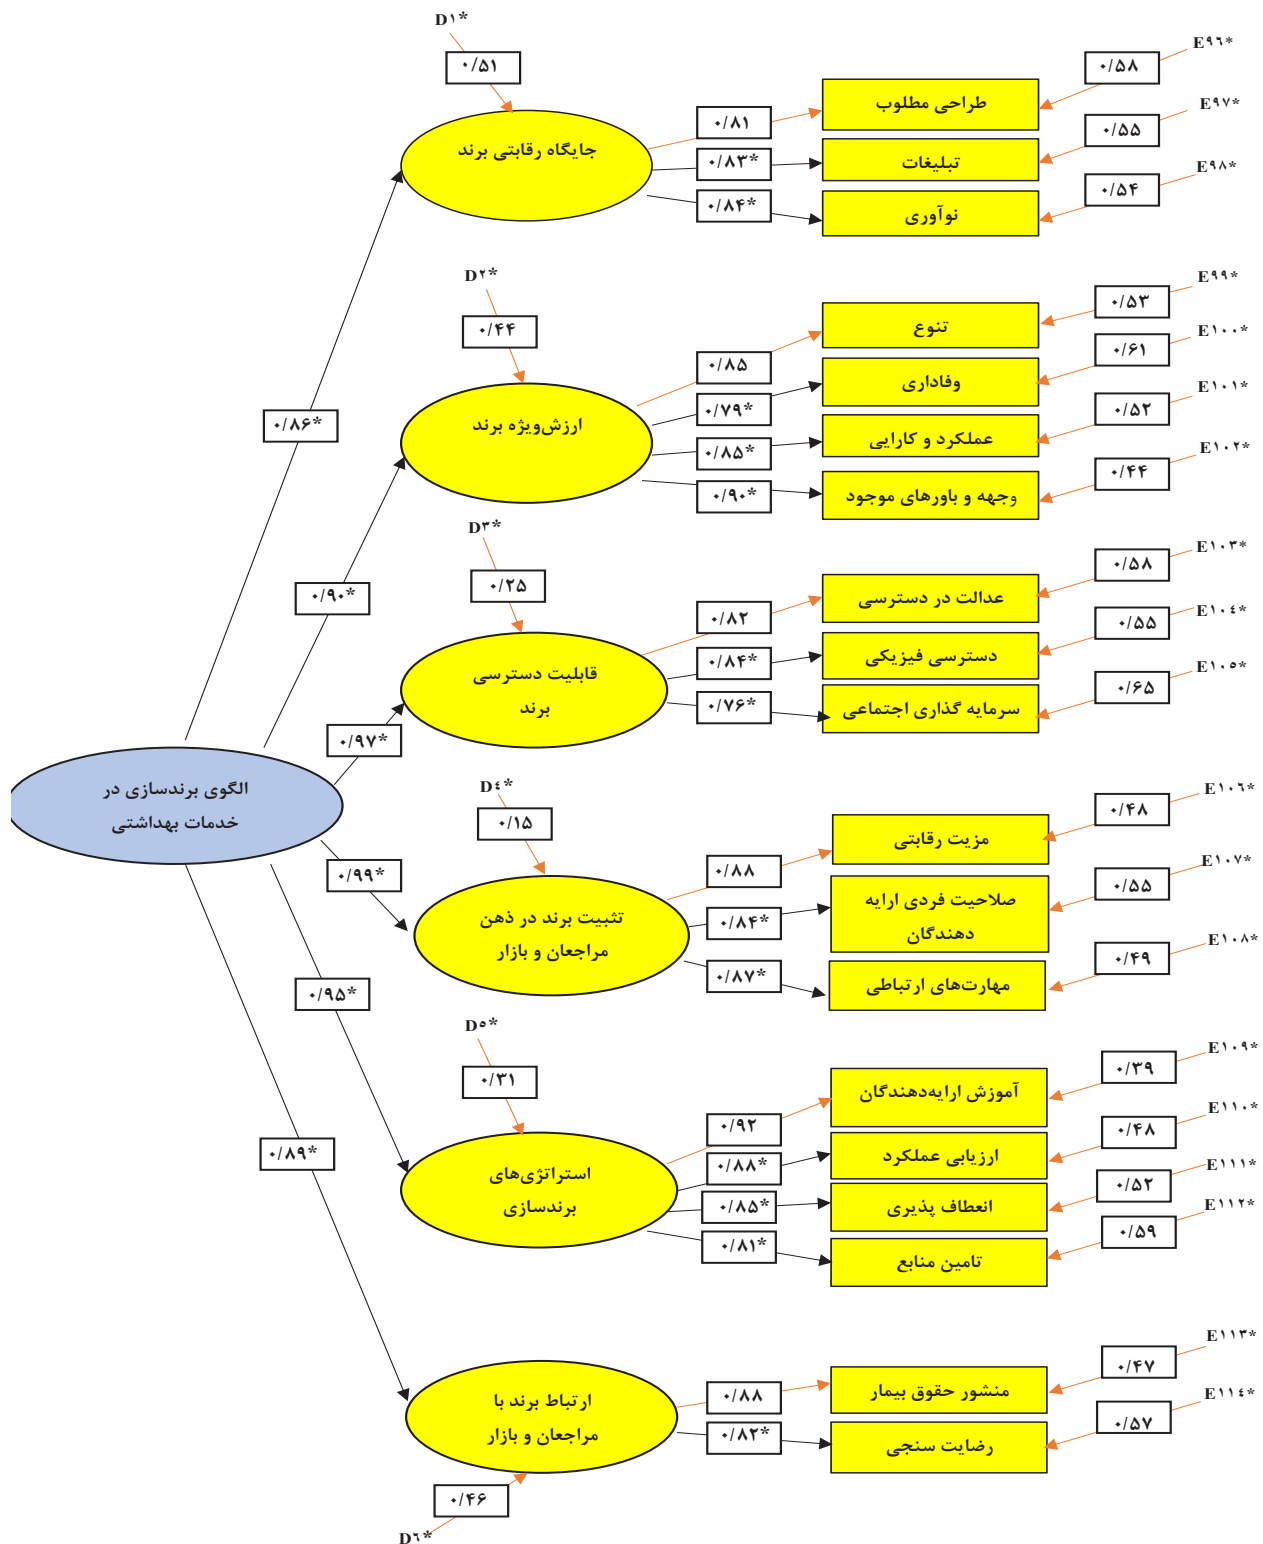 D۱*
۰/۵۱
جایگاه رقابتی برند
۰/۸۱
۰/۸۳*
۰/۸۴*
طراحی مطلوب
تبلیغات
نوآوری
E۹٦*
۰/۵۸
E۹۷*
۰/۵۵
E۹۸*
۰/۵۴
۰/۸۶*
D۲*
۰/۴۴
ارزش‌ویژه برند
۰/۸۵
۰/۷۹*
۰/۸۵*
۰/۹۰*
تنوع
وفاداری
عملکرد و کارایی
وجهه و باورهای موجود
E۹۹*
۰/۵۳
E۱۰۰*
۰/۶۱
E۱۰۱*
۰/۵۲
E۱۰۲*
۰/۴۴
۰/۹۰*
D۳*
۰/۲۵
قابلیت دسترسی
برند
۰/۸۲
۰/۸۴*
۰/۷۶*
عدالت در دسترسی
دسترسی فیزیکی
سرمایه گذاری اجتماعی
E۱۰۳*
۰/۵۸
E۱۰٤*
۰/۵۵
E۱۰٥*
۰/۶۵
۰/۹۷*
الگوی برندسازی در
خدمات بهداشتی
D٤*
۰/۱۵
تثبیت برند در ذهن
مراجعان و بازار
۰/۸۸
۰/۸۴*
۰/۸۷*
مزیت رقابتی
صلاحیت فردی ارایه
دهندگان
مهارت‌های ارتباطی
E۱۰٦*
۰/۴۸
E۱۰۷*
۰/۵۵
E۱۰۸*
۰/۴۹
۰/۹۹*
۰/۹۵*
D٥*
۰/۳۱
استراتژی‌های
برندسازی
۰/۹۲
۰/۸۸*
۰/۸۵*
۰/۸۱*
آموزش ارایه‌دهندگان
ارزیابی عملکرد
انعطاف پذیری
تامین منابع
E۱۰۹*
۰/۳۹
E۱۱۰*
۰/۴۸
E۱۱۱*
۰/۵۲
E۱۱۲*
۰/۵۹
۰/۸۹*
ارتباط برند با
مراجعان و بازار
۰/۸۸
۰/۸۲*
منشور حقوق بیمار
رضایت سنجی
E۱۱۳*
۰/۴۷
E۱۱٤*
۰/۵۷
۰/۴۶
D٦*